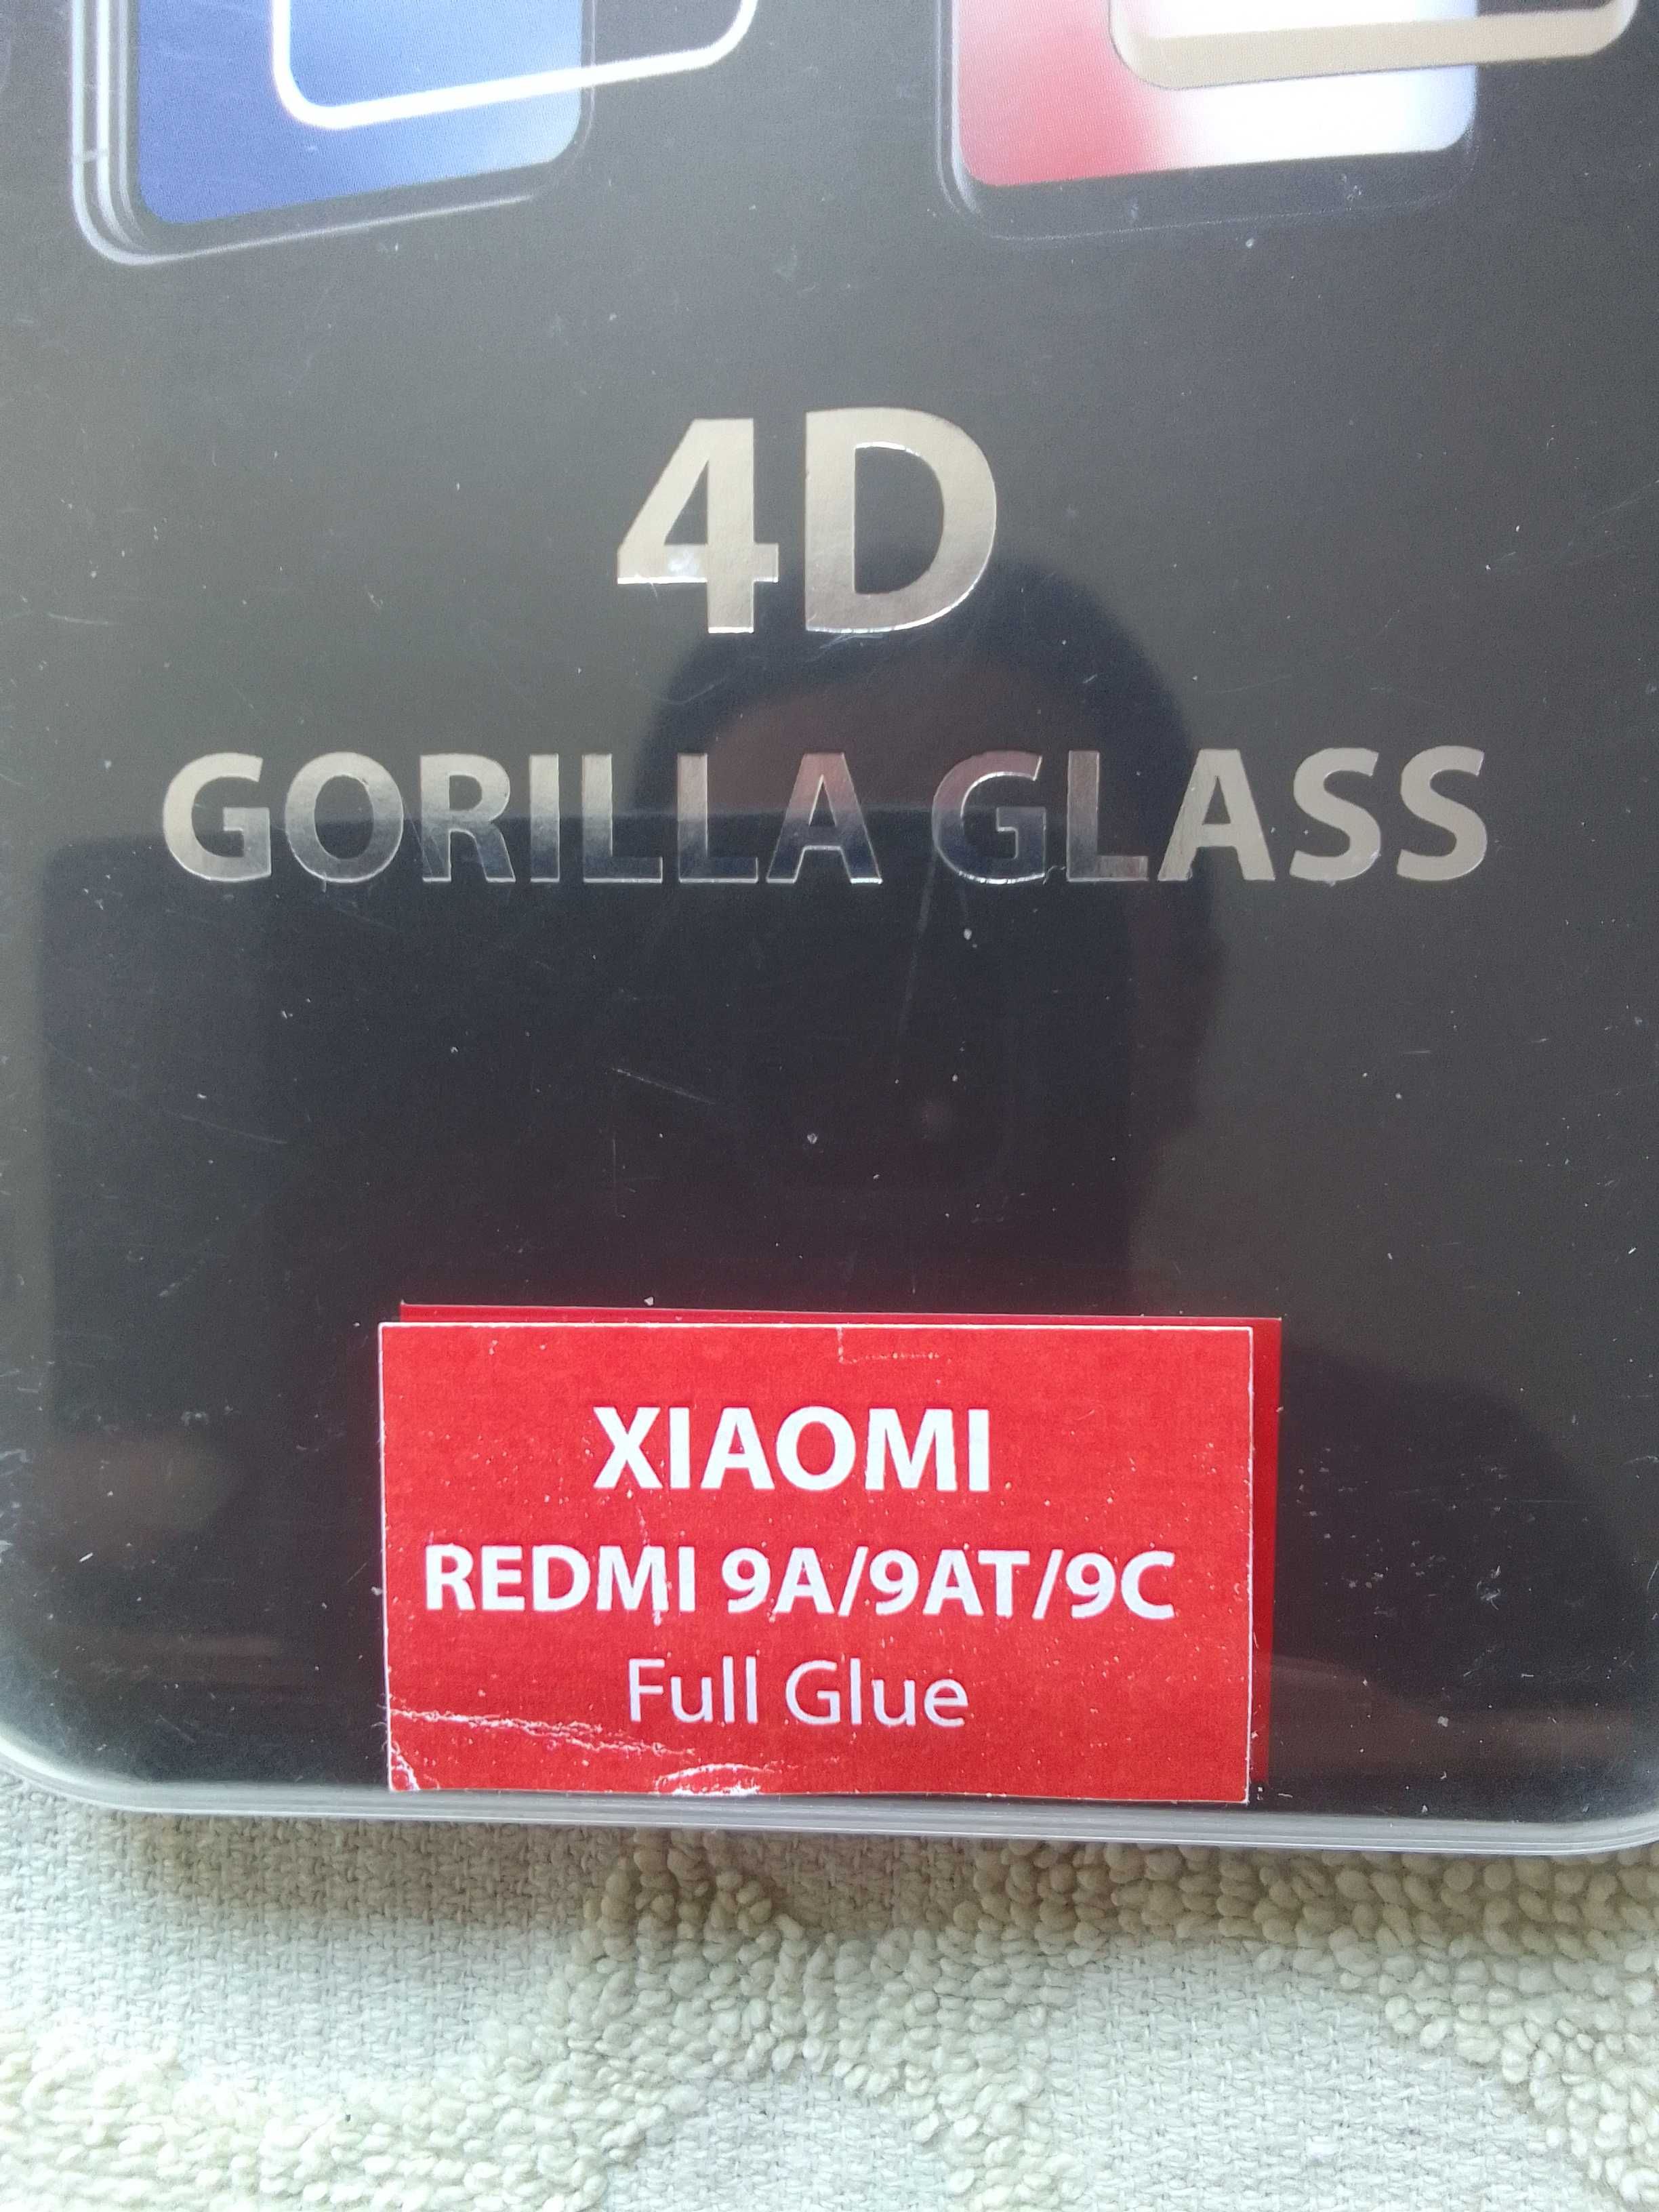 4D
GORILLA GLASS
XIAOMI
REDMI 9A/9AT/9C
Full Glue